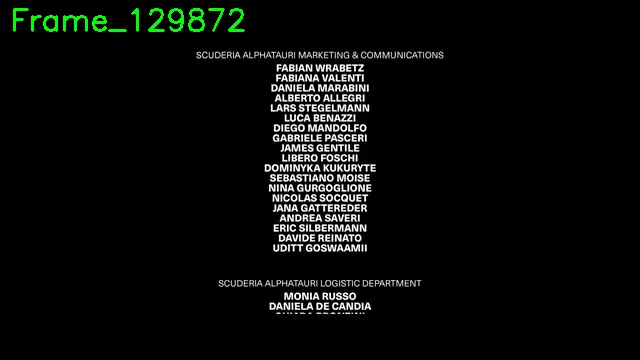 Frame_129872
SCUDERIA ALPHATAURI MARKETING & COMMUNICATIONS
FABIAN WRABETZ
FABIANA VALENTI
DANIELA MARABINI
ALBERTO ALLEGRI
LARS STEGELMANN
LUCA BENAZZI
DIEGO MANDOLFO
GABRIELE PASCERI
JAMES GENTILE
LIBERO FOSCHI
DOMINYKA KUKURYTE
SEBASTIANO MOISE
NINA GURGOGLIONE
NICOLAS SOCQUET
JANA GATTEREDER
ANDREA SAVERI
ERIC SILBERMANN
DAVIDE REINATO
UDITT GOSWAAMII
SCUDERIA ALPHATAURI LOGISTIC DEPARTMENT
MONIA RUSSO
DANIELA DE CANDIA